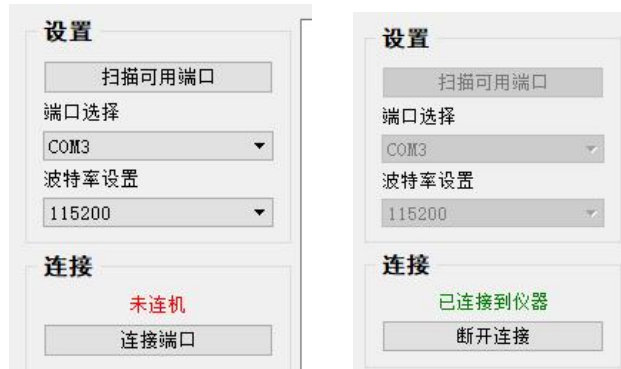 设置
扫描可用端口
端口选择
COM3
波特率设置
115200
连接
未连机
连接端口
设置
扫描可用端口
端口选择
COM3
波特率设置
115200
连接
已连接到仪器
断开连接